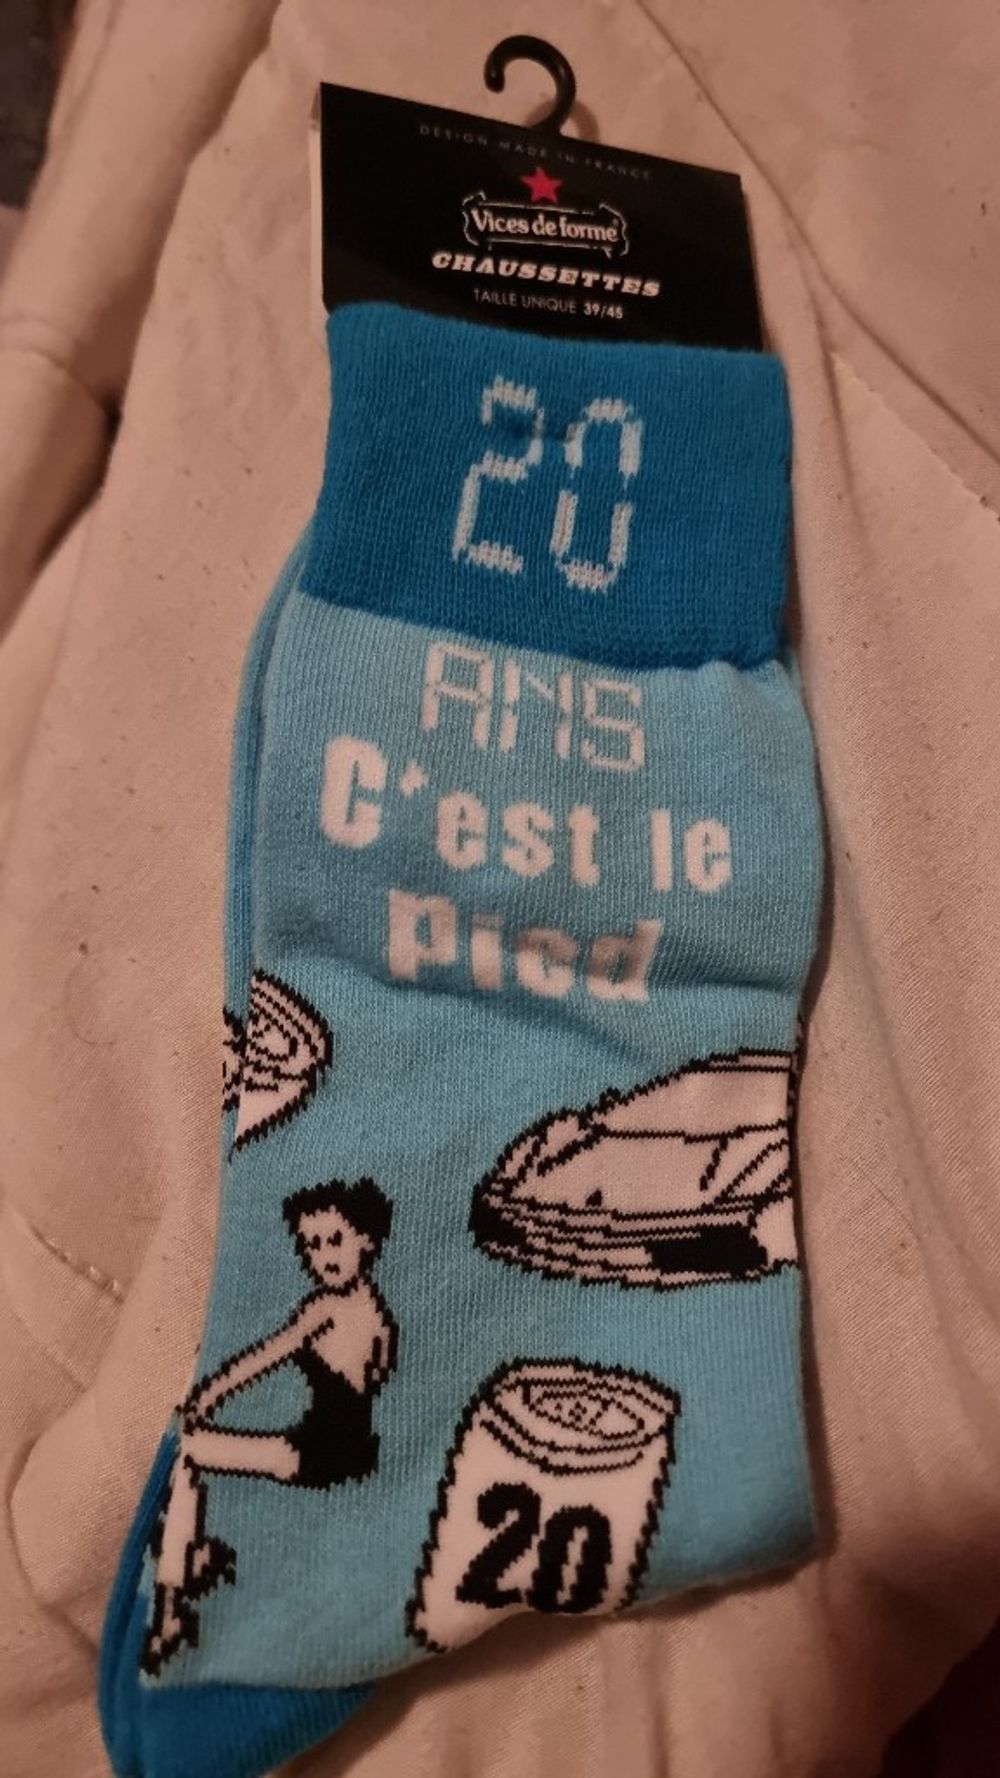 DESIGN MADE IN FRANCE
Vices de forme
CHAUSSETTES
TAILLE UNIQUE 39/45
20
ANS
C'est le
pied
20